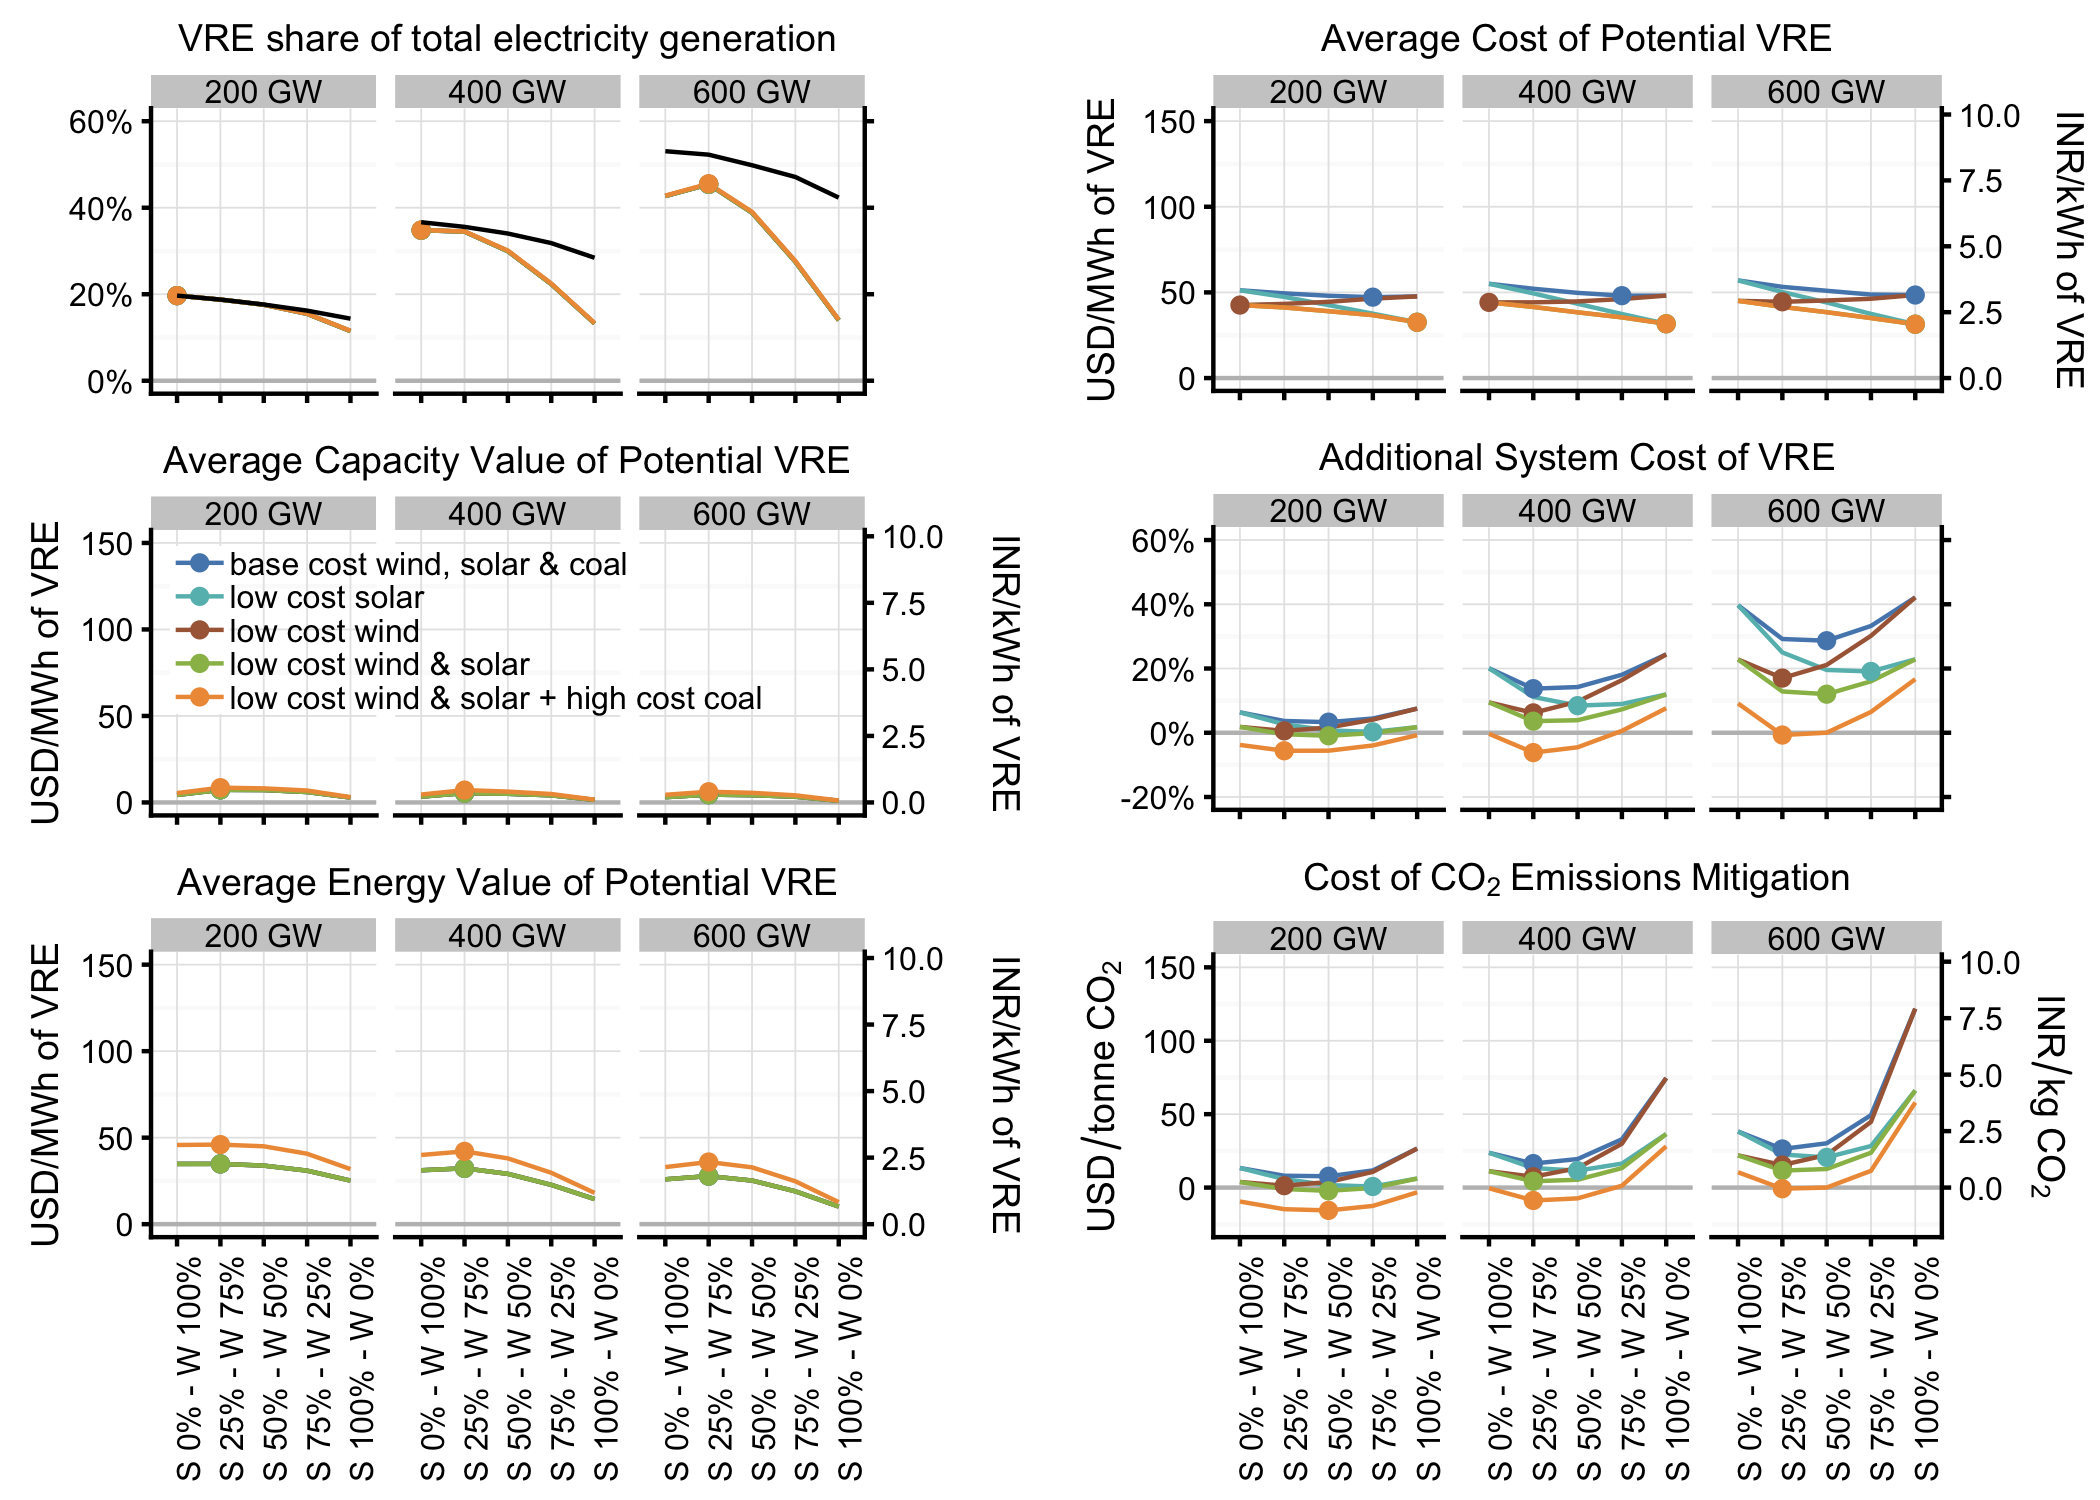 VRE share of total electricity generation
200 GW 400 GW 600 GW
60%
40%
20%
0%
Average Cost of Potential VRE
200 GW 400 GW 600 GW
USD/MWh of VRE
150
100
50
0
10.0
7.5
5.0
2.5
0.0
INR/kWh of VRE
Average Capacity Value of Potential VRE
200 GW 400 GW 600 GW
USD/MWh of VRE
150
100
50
0
base cost wind, solar & coal
low cost solar
low cost wind
low cost wind & solar
low cost wind & solar + high cost coal
10.0
7.5
5.0
2.5
0.0
INR/kWh of VRE
Additional System Cost of VRE
200 GW 400 GW 600 GW
60%
40%
20%
0%
-20%
Average Energy Value of Potential VRE
200 GW 400 GW 600 GW
USD/MWh of VRE
150
100
50
0
10.0
7.5
5.0
2.5
0.0
INR/kWh of VRE
S 0% - W 100%
S 25% - W 75%
S 50% - W 50%
S 75% - W 25%
S 100% - W 0%
S 0% - W 100%
S 25% - W 75%
S 50% - W 50%
S 75% - W 25%
S 100% - W 0%
S 0% - W 100%
S 25% - W 75%
S 50% - W 50%
S 75% - W 25%
S 100% - W 0%
Cost of CO₂ Emissions Mitigation
200 GW 400 GW 600 GW
USD/tonne CO₂
150
100
50
0
10.0
7.5
5.0
2.5
0.0
INR/kg CO₂
S 0% - W 100%
S 25% - W 75%
S 50% - W 50%
S 75% - W 25%
S 100% - W 0%
S 0% - W 100%
S 25% - W 75%
S 50% - W 50%
S 75% - W 25%
S 100% - W 0%
S 0% - W 100%
S 25% - W 75%
S 50% - W 50%
S 75% - W 25%
S 100% - W 0%